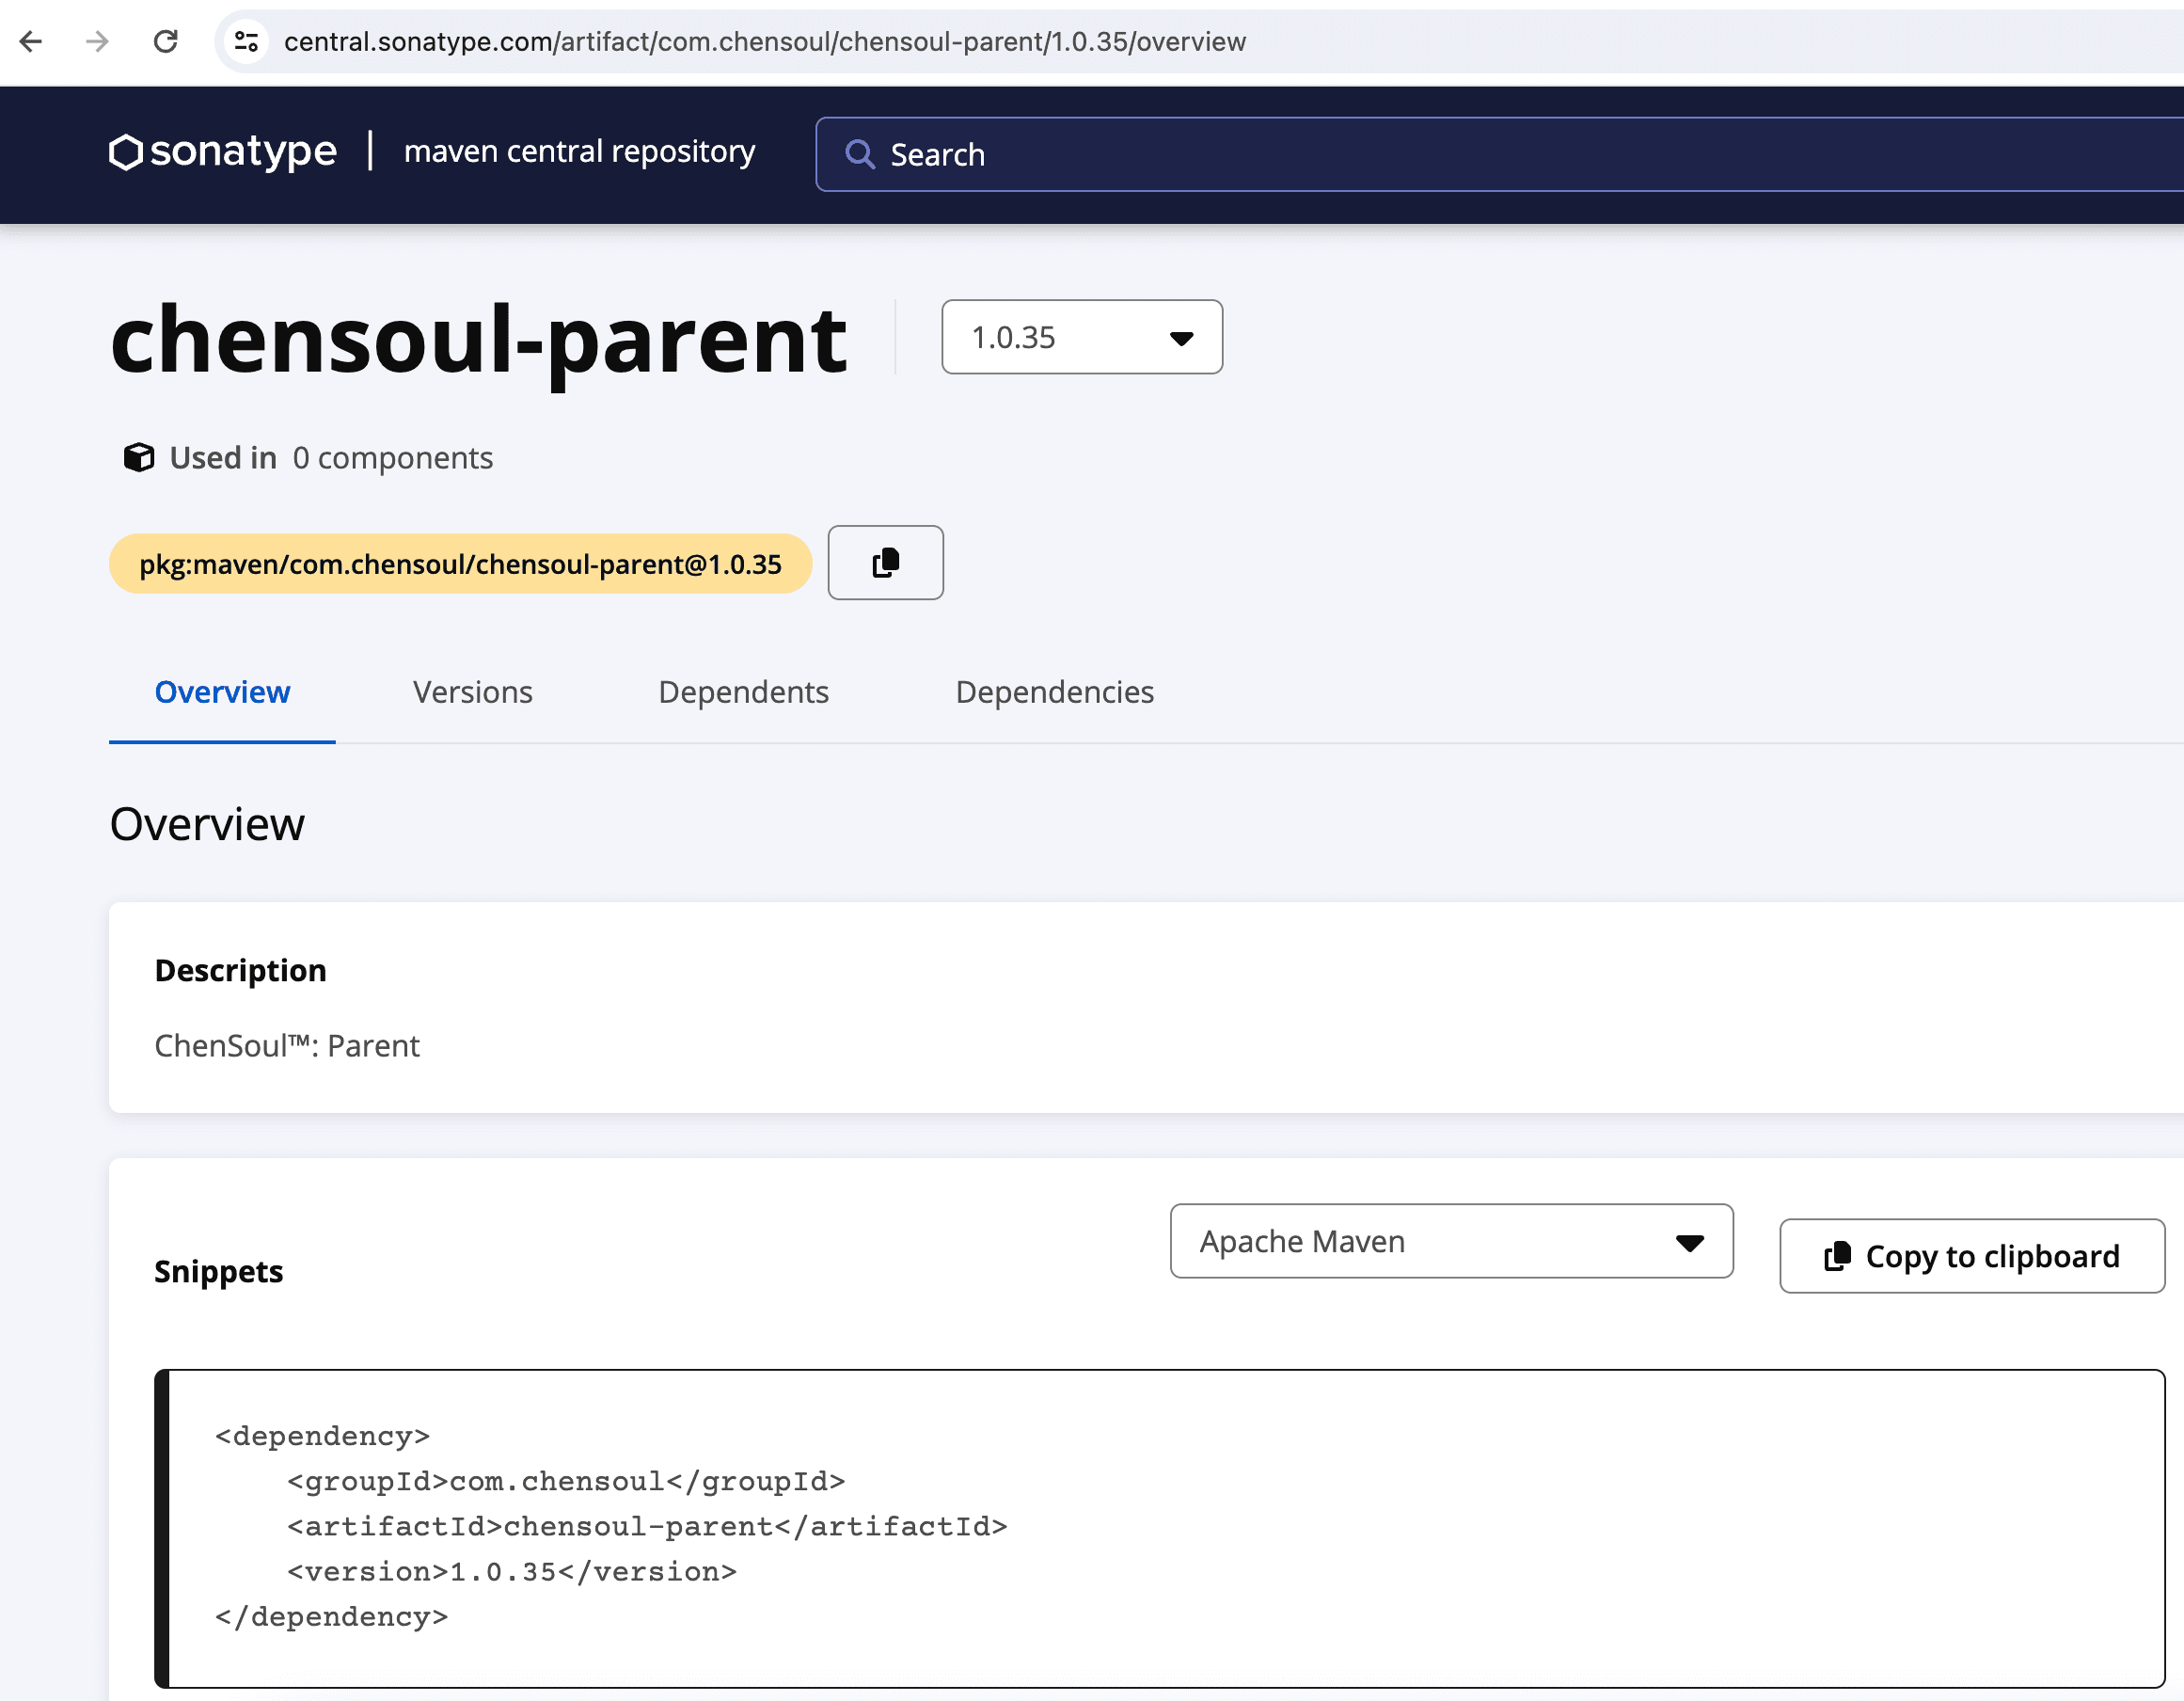 central.sonatype.com/artifact/com.chensoul/chensoul-parent/1.0.35/overview
sonatype | maven central repository
Search
chensoul-parent
1.0.35
Used in 0 components
pkg:maven/com.chensoul/chensoul-parent@1.0.35
Overview Versions Dependents Dependencies
Overview
Description
ChenSoul™: Parent
Snippets
Apache Maven
Copy to clipboard
<dependency>
    <groupId>com.chensoul</groupId>
    <artifactId>chensoul-parent</artifactId>
    <version>1.0.35</version>
</dependency>